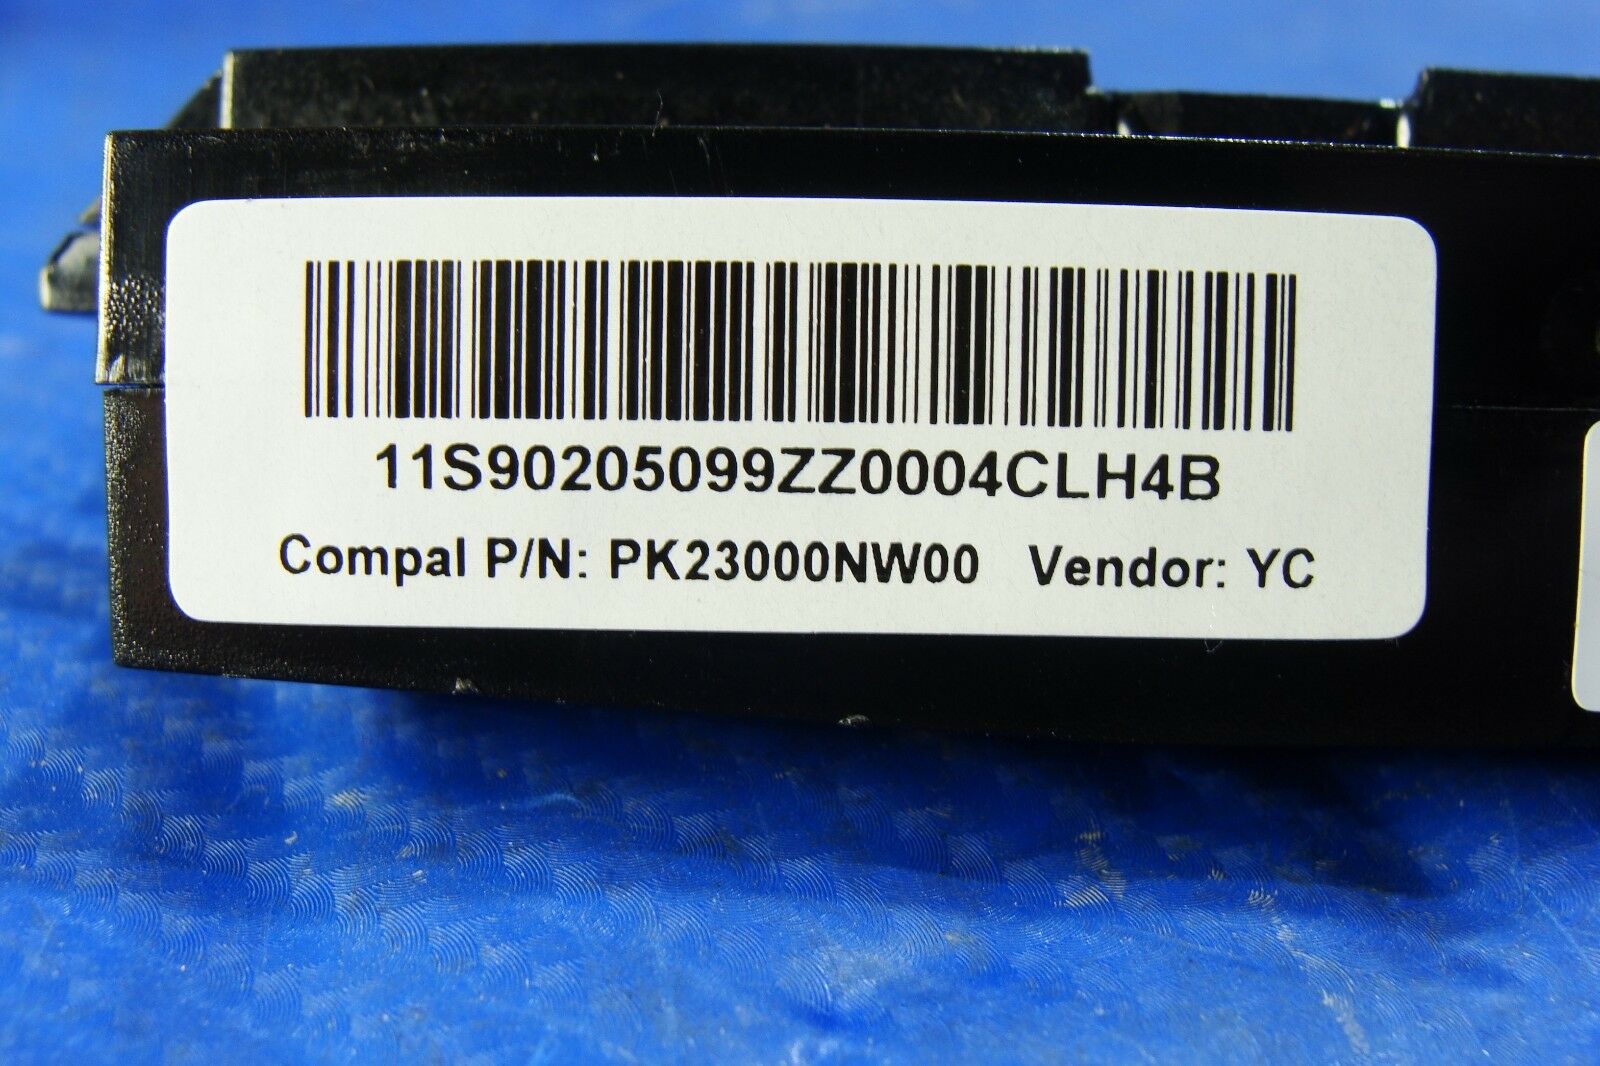 11S90205099ZZ0004CLH4B
Compal P/N: PK23000NW00 Vendor: YC